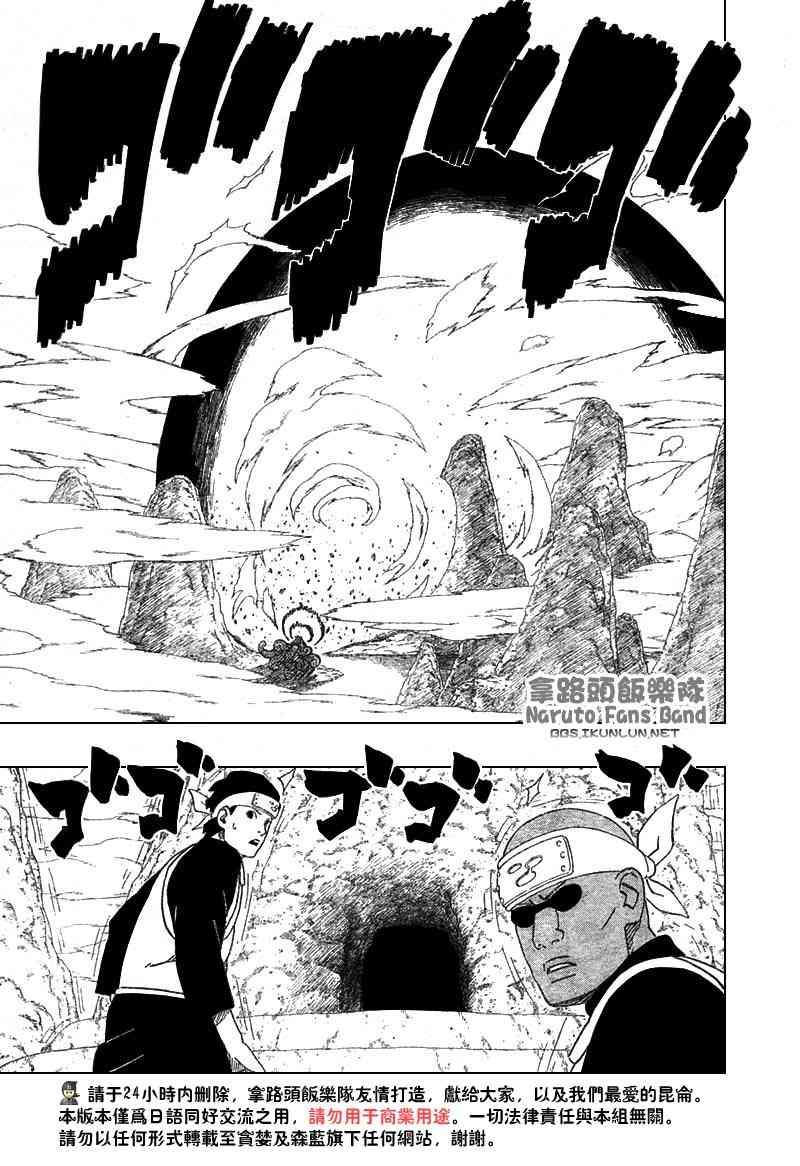 ゴゴゴ
拿路頭飯樂隊
Naruto Fans Band
BBS.IKUNLUN.NET
ゴゴゴゴゴ
請于24小時内刪除，拿路頭飯樂隊友情打造，獻給大家，以及我們最愛的昆侖。
本版本僅爲日語同好交流之用，請勿用于商業用途。一切法律責任與本組無關。
請勿以任何形式轉載至貪婪及森藍旗下任何網站，謝謝。